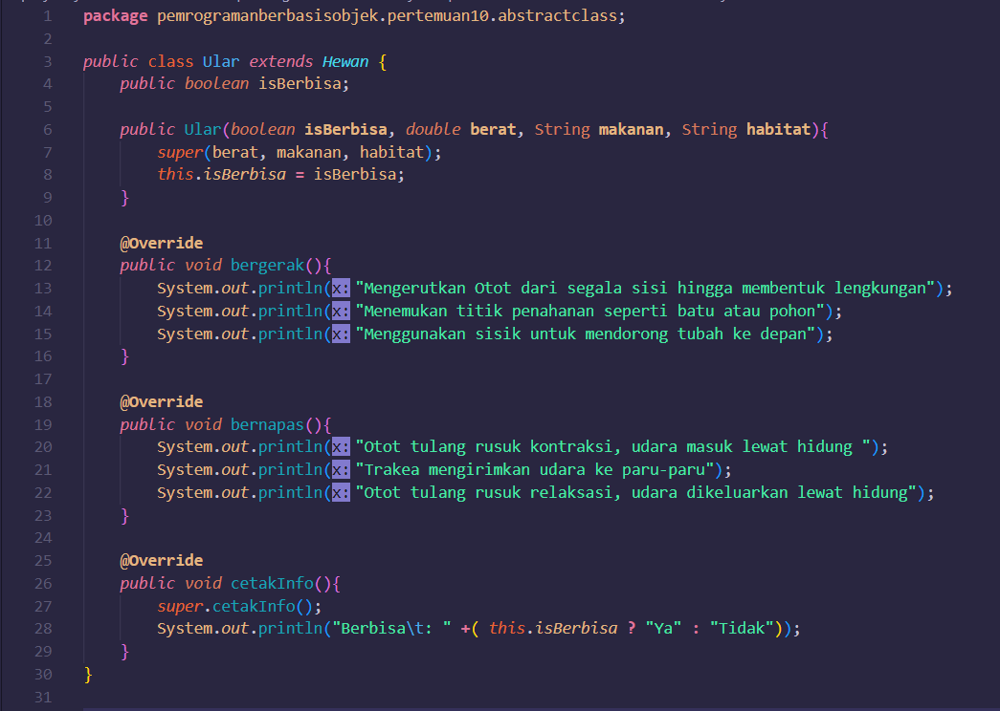 1 package pemrogramanberbasisobjek.pertemuan10.abstractclass;
2
3 public class Ular extends Hewan {
4 public boolean isBerbisa;
5
6 public Ular(boolean isBerbisa, double berat, String makanan, String habitat){
7 super(berat, makanan, habitat);
8 this.isBerbisa = isBerbisa;
9 }
10
11 @Override
12 public void bergerak(){
13 System.out.println(x: "Mengerutkan Otot dari segala sisi hingga membentuk lengkungan");
14 System.out.println(x: "Menemukan titik penahanan seperti batu atau pohon");
15 System.out.println(x: "Menggunakan sisik untuk mendorong tubah ke depan");
16 }
17
18 @Override
19 public void bernapas(){
20 System.out.println(x: "Otot tulang rusuk kontraksi, udara masuk lewat hidung ");
21 System.out.println(x: "Trakea mengirimkan udara ke paru-paru");
22 System.out.println(x: "Otot tulang rusuk relaksasi, udara dikeluarkan lewat hidung");
23 }
24
25 @Override
26 public void cetakInfo(){
27 super.cetakInfo();
28 System.out.println("Berbisa\t: " +( this.isBerbisa ? "Ya" : "Tidak"));
29 }
30 }
31